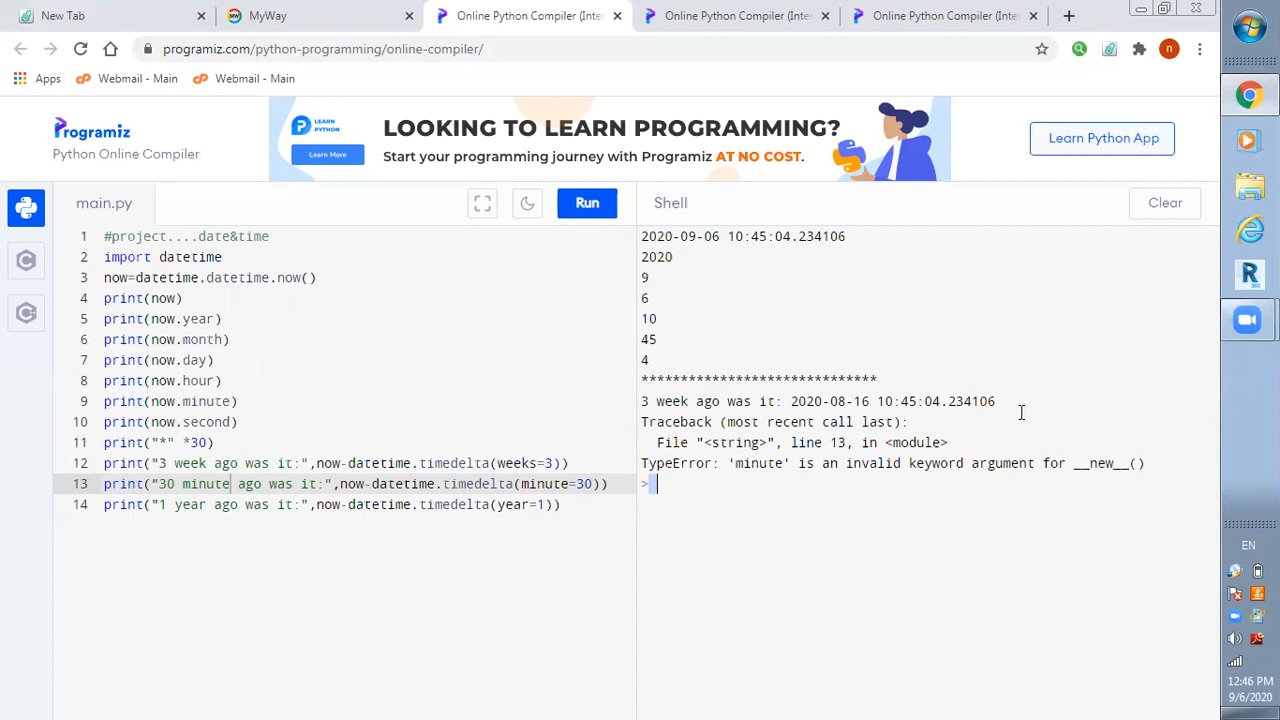 New Tab
MyWay
Online Python Compiler (Inter
Online Python Compiler (Inter
Online Python Compiler (Inter
programiz.com/python-programming/online-compiler/
n
Apps
Webmail - Main
Webmail - Main
Programiz
Python Online Compiler
LEARN PYTHON
Learn More
LOOKING TO LEARN PROGRAMMING?
Start your programming journey with Programiz AT NO COST.
Learn Python App
main.py
Run
Shell
Clear
1 #project....date&time
2 import datetime
3 now=datetime.datetime.now()
4 print(now)
5 print(now.year)
6 print(now.month)
7 print(now.day)
8 print(now.hour)
9 print(now.minute)
10 print(now.second)
11 print("*" *30)
12 print("3 week ago was it:",now-datetime.timedelta(weeks=3))
13 print("30 minute ago was it:",now-datetime.timedelta(minute=30))
14 print("1 year ago was it:",now-datetime.timedelta(year=1))
2020-09-06 10:45:04.234106
2020
9
6
10
45
4
******************************
3 week ago was it: 2020-08-16 10:45:04.234106
Traceback (most recent call last):
File "<string>", line 13, in <module>
TypeError: 'minute' is an invalid keyword argument for __new__()
>
EN
12:46 PM
9/6/2020